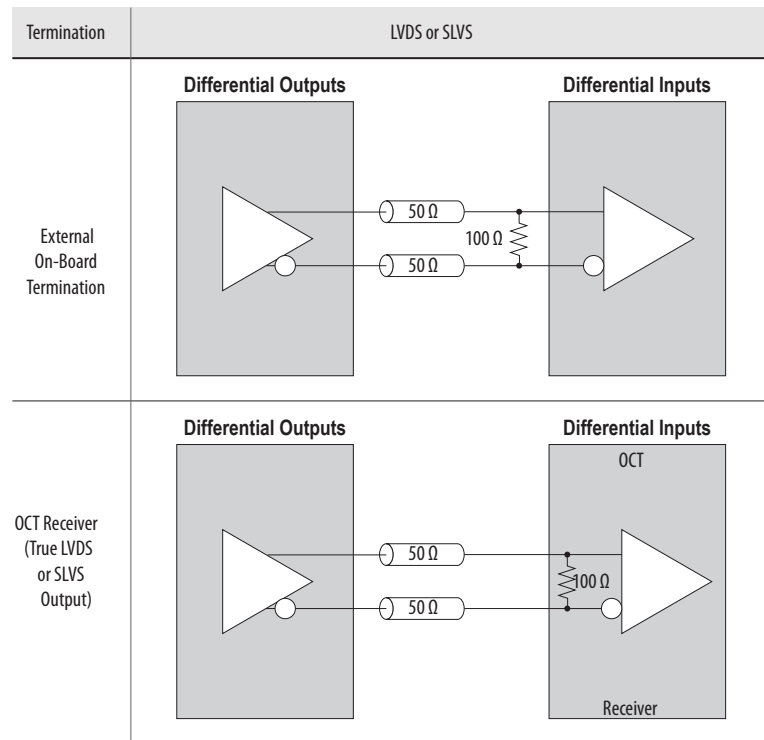 Termination
LVDS or SLVS
Differential Outputs
Differential Inputs
External
On-Board
Termination
50 Ω
100 Ω
50 Ω
Differential Outputs
Differential Inputs
OCT
OCT Receiver
(True LVDS
or SLVS
Output)
50 Ω
100 Ω
50 Ω
Receiver